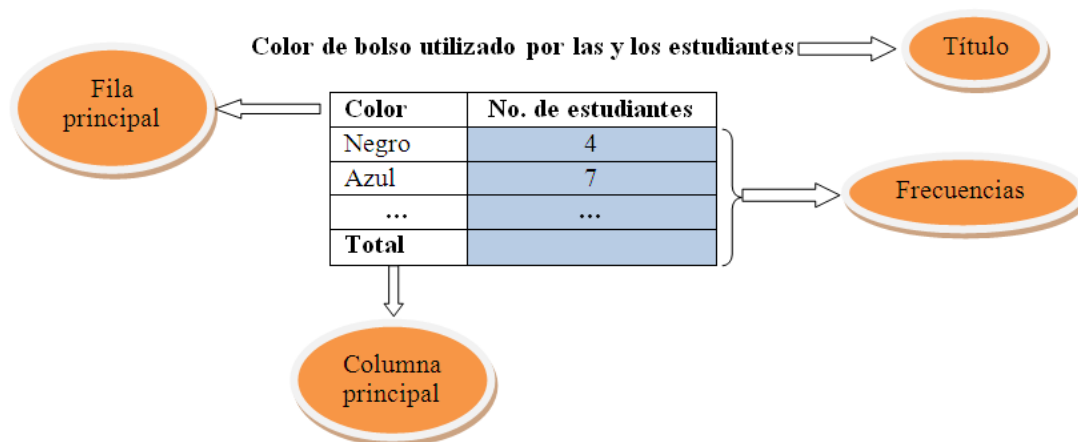 Color de bolso utilizado por las y los estudiantes
Título
Fila
principal
Color No. de estudiantes
Negro 4
Azul 7
... ...
Total
Frecuencias
Columna
principal